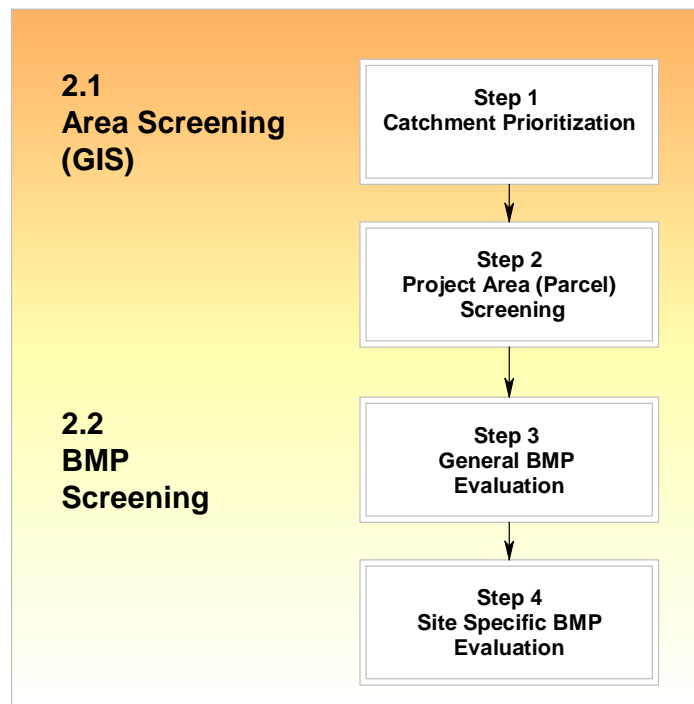 2.1
Area Screening
(GIS)
Step 1
Catchment Prioritization
Step 2
Project Area (Parcel)
Screening
2.2
BMP
Screening
Step 3
General BMP
Evaluation
Step 4
Site Specific BMP
Evaluation